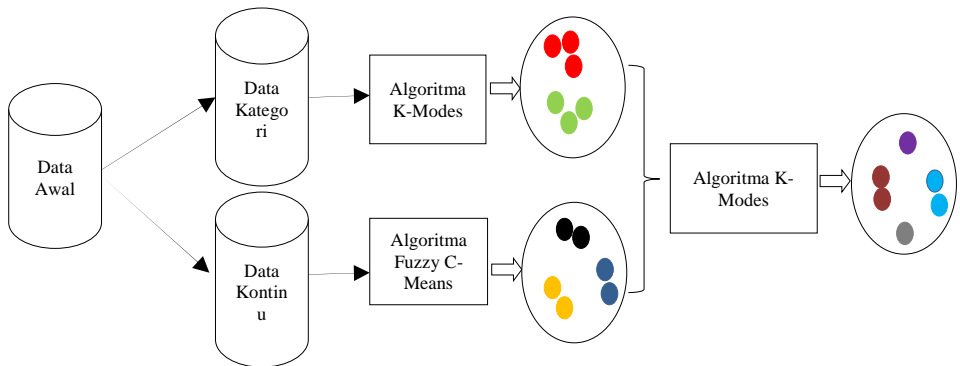 Data
Awal
Data
Katego
ri
Algoritma
K-Modes
Data
Kontin
u
Algoritma
Fuzzy C-
Means
Algoritma K-
Modes